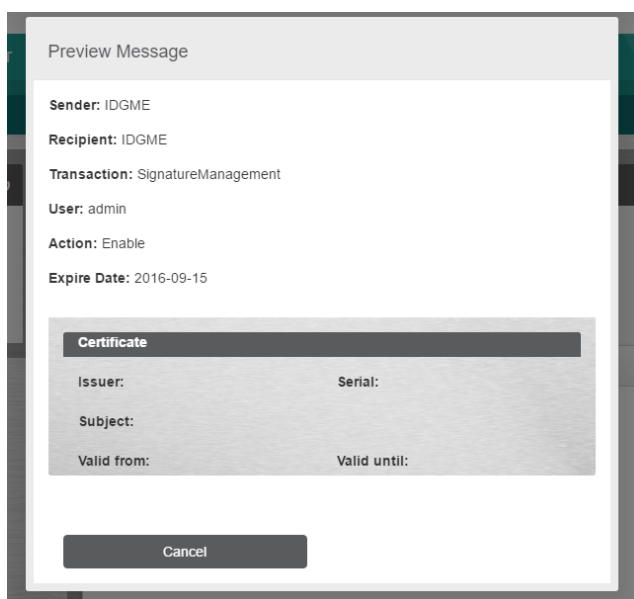 Preview Message
Sender: IDGME
Recipient: IDGME
Transaction: SignatureManagement
User: admin
Action: Enable
Expire Date: 2016-09-15
Certificate
Issuer: Serial:
Subject:
Valid from: Valid until:
Cancel